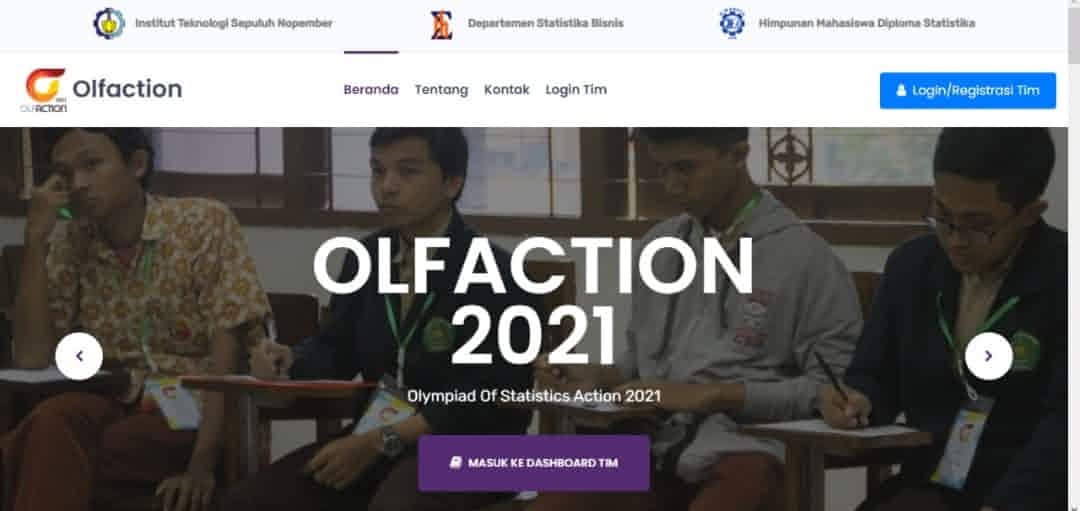 Institut Teknologi Sepuluh Nopember
Departemen Statistika Bisnis
Himpunan Mahasiswa Diploma Statistika
OLFACTION
Olfaction
Beranda
Tentang
Kontak
Login Tim
Login/Registrasi Tim
OLFACTION
2021
Olympiad Of Statistics Action 2021
MASUK KE DASHBOARD TIM